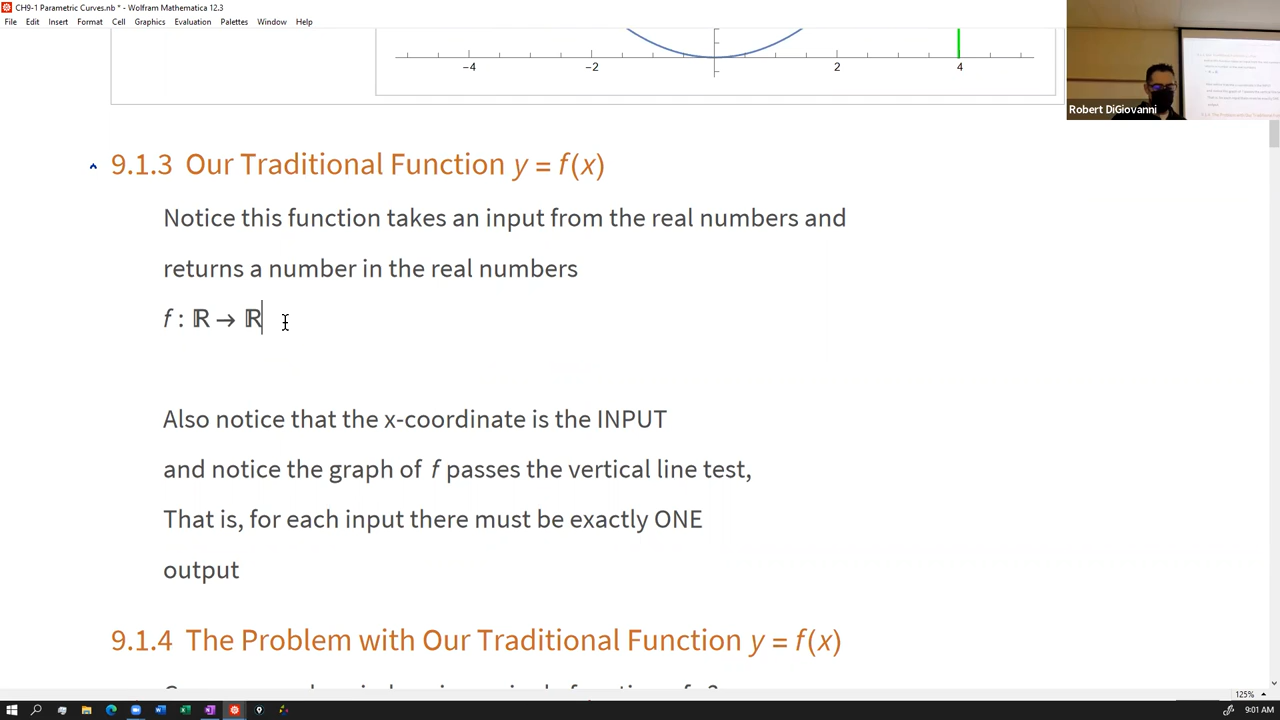 CH9-1 Parametric Curves.nb * - Wolfram Mathematica 12.3
File Edit Insert Format Cell Graphics Evaluation Palettes Window Help
-4 -2 0 2 4
Robert DiGiovanni
9.1.3 Our Traditional Function y = f(x)
Notice this function takes an input from the real numbers and
returns a number in the real numbers
f : ℝ → ℝ
Also notice that the x-coordinate is the INPUT
and notice the graph of f passes the vertical line test,
That is, for each input there must be exactly ONE
output
9.1.4 The Problem with Our Traditional Function y = f(x)
125%
9:01 AM